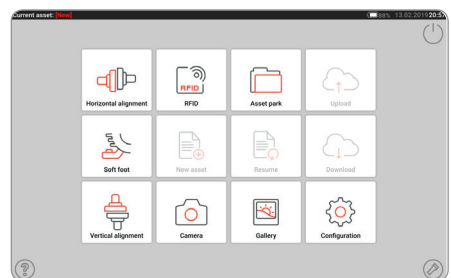 Current asset: [New] 88% 13.03.2019 20:57
Horizontal alignment
RFID
RFID
Asset park
Upload
Soft foot
New asset
Resume
Download
Vertical alignment
Camera
Gallery
Configuration
?